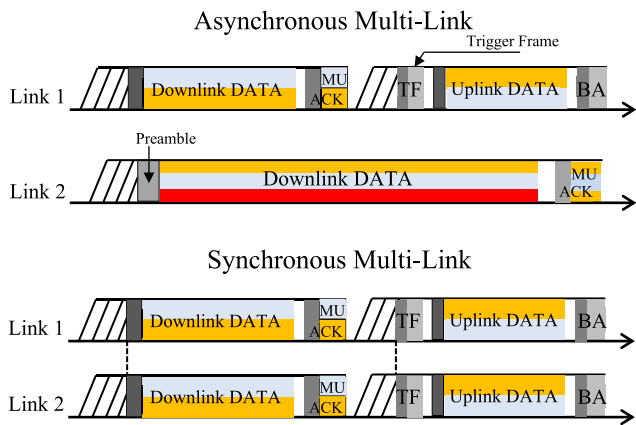 Asynchronous Multi-Link
Trigger Frame
Link 1
Downlink DATA
MU
ACK
TF
Uplink DATA
BA
Preamble
Link 2
Downlink DATA
MU
ACK
Synchronous Multi-Link
Link 1
Downlink DATA
MU
ACK
TF
Uplink DATA
BA
Link 2
Downlink DATA
MU
ACK
TF
Uplink DATA
BA